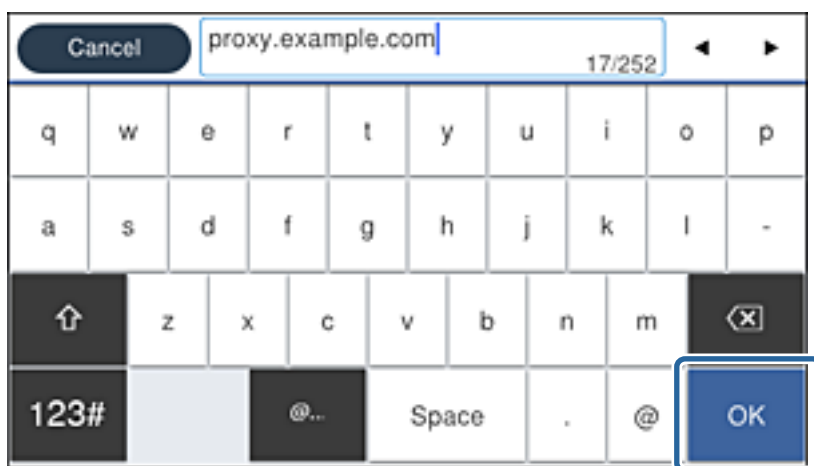 Cancel proxy.example.com
17/252
q w e r t y u i o p
a s d f g h j k l -
z x c v b n m
123# @... Space . @ OK